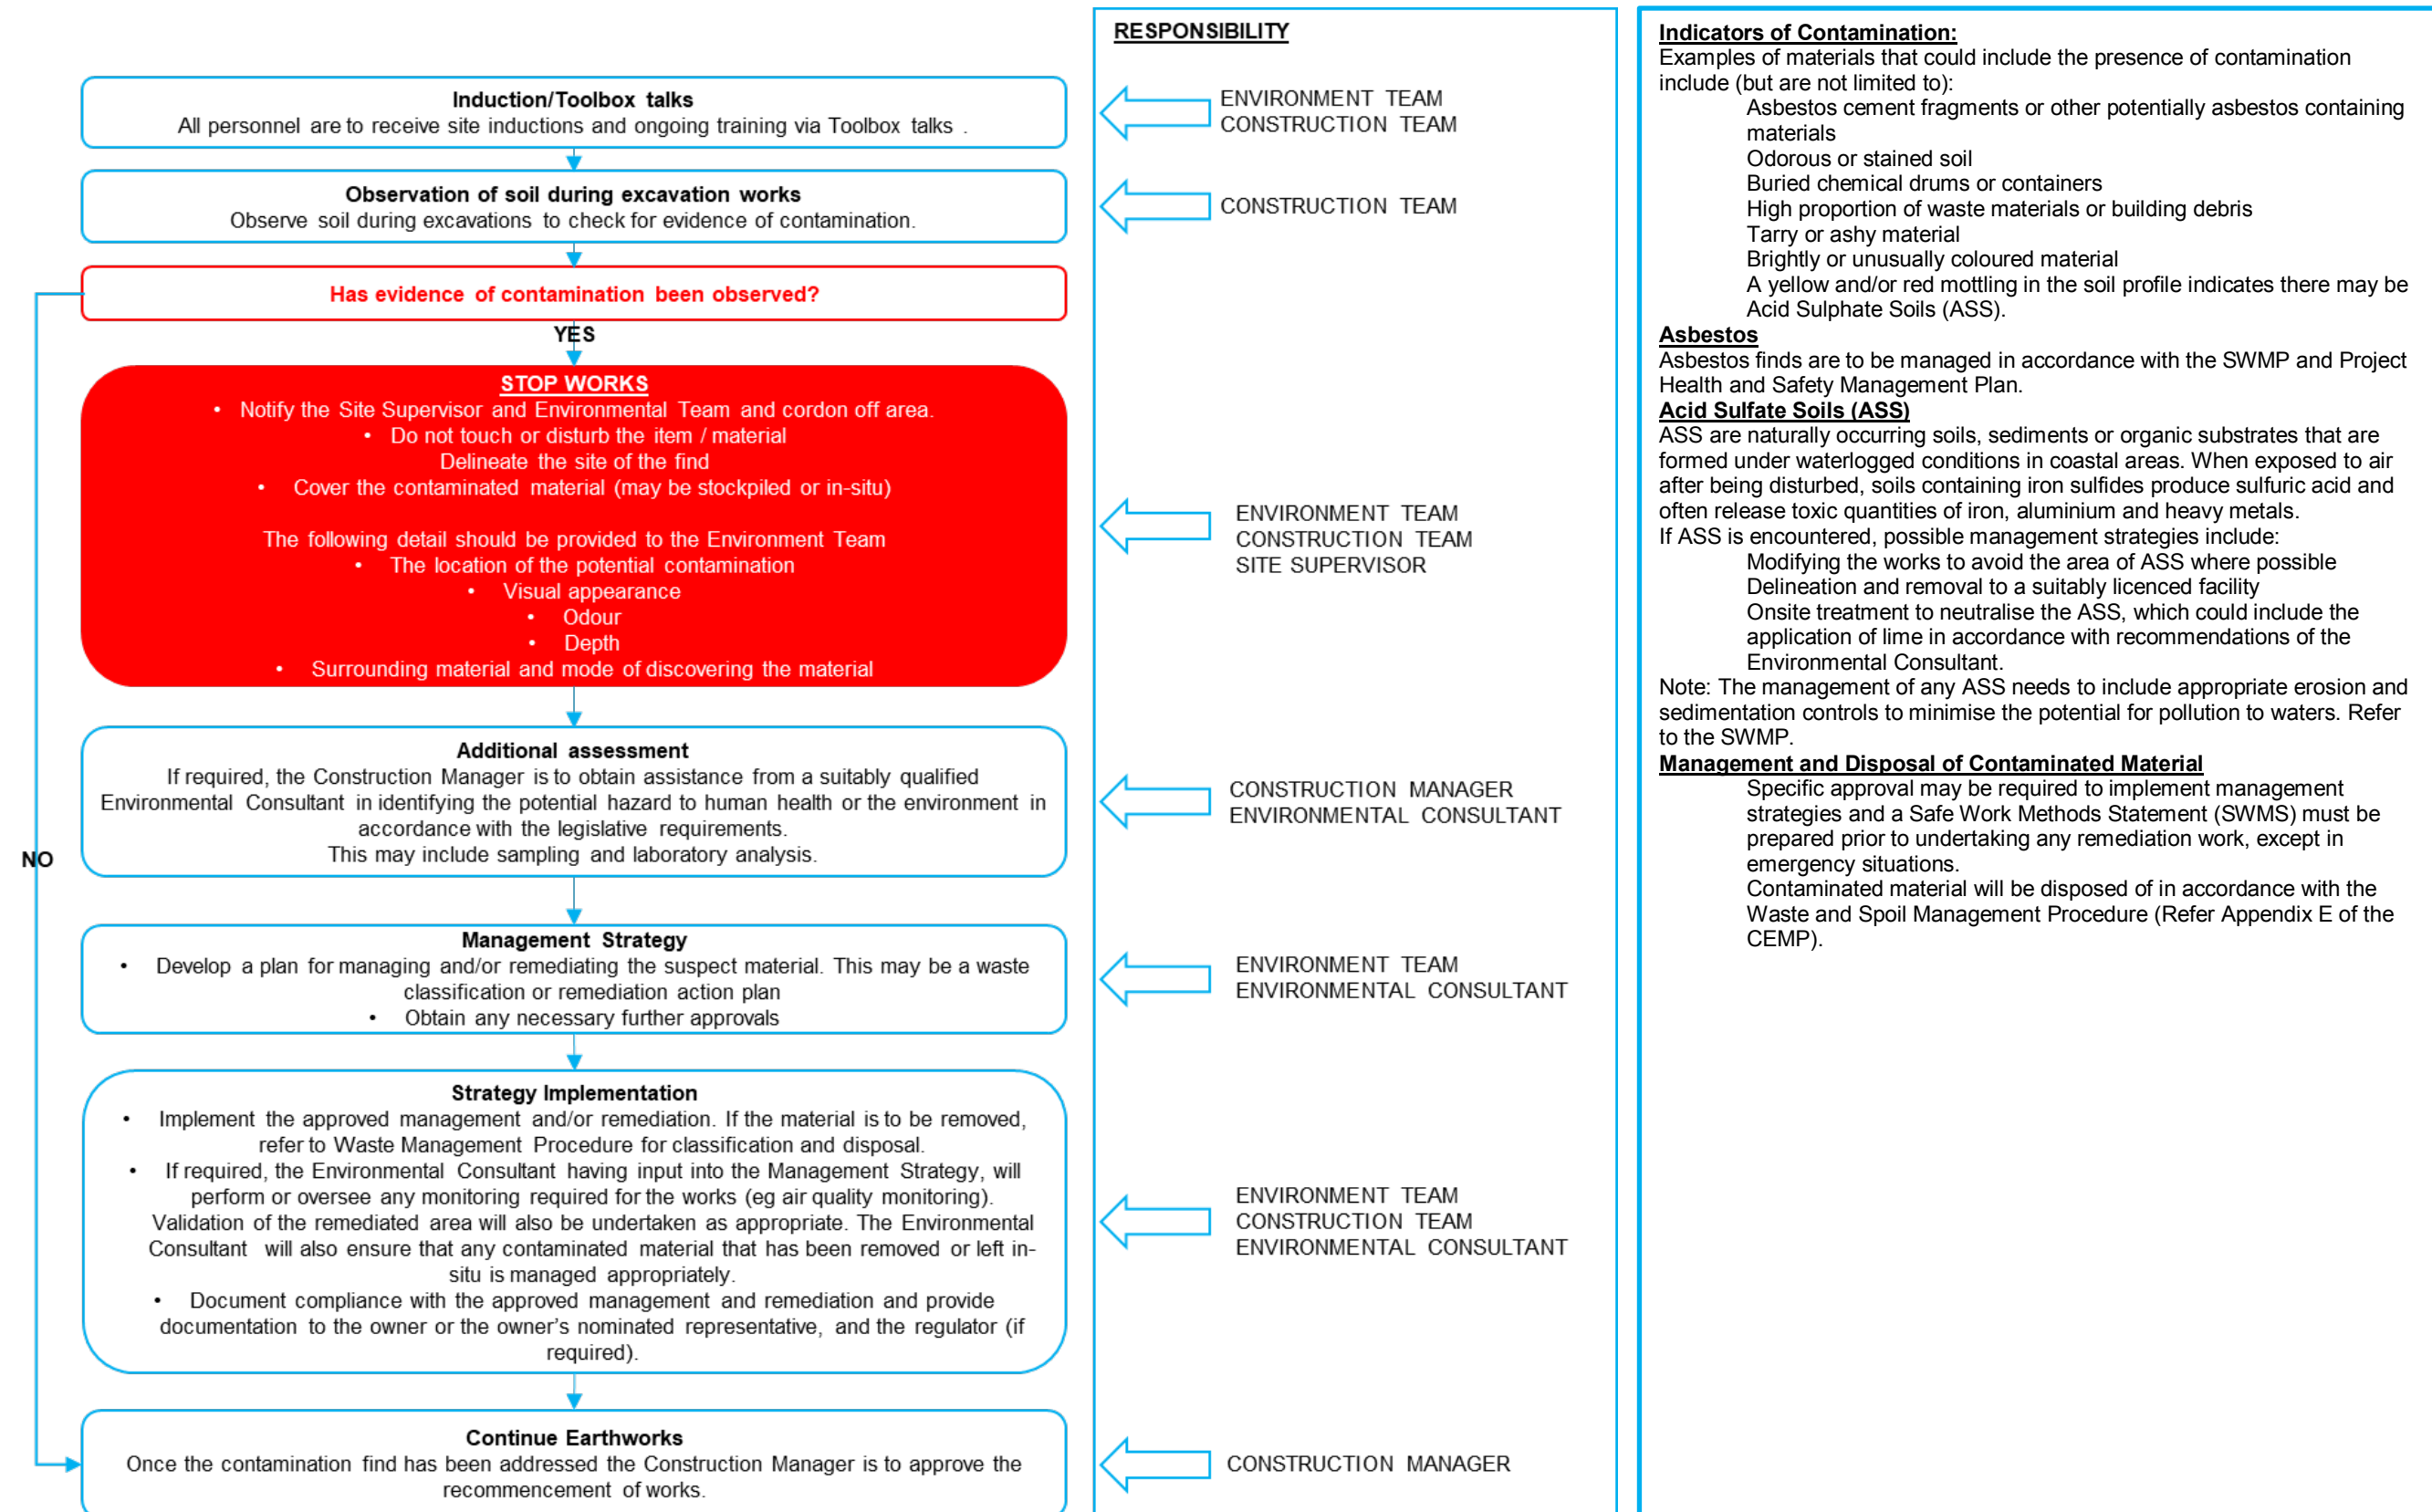 Induction/Toolbox talks
All personnel are to receive site inductions and ongoing training via Toolbox talks .
Observation of soil during excavation works
Observe soil during excavations to check for evidence of contamination.
Has evidence of contamination been observed?
YES
STOP WORKS
• Notify the Site Supervisor and Environmental Team and cordon off area.
• Do not touch or disturb the item / material
Delineate the site of the find
• Cover the contaminated material (may be stockpiled or in-situ)
The following detail should be provided to the Environment Team
• The location of the potential contamination
• Visual appearance
• Odour
• Depth
• Surrounding material and mode of discovering the material
Additional assessment
If required, the Construction Manager is to obtain assistance from a suitably qualified
Environmental Consultant in identifying the potential hazard to human health or the environment in
accordance with the legislative requirements.
This may include sampling and laboratory analysis.
NO
Management Strategy
• Develop a plan for managing and/or remediating the suspect material. This may be a waste
classification or remediation action plan
• Obtain any necessary further approvals
Strategy Implementation
• Implement the approved management and/or remediation. If the material is to be removed,
refer to Waste Management Procedure for classification and disposal.
• If required, the Environmental Consultant having input into the Management Strategy, will
perform or oversee any monitoring required for the works (eg air quality monitoring).
Validation of the remediated area will also be undertaken as appropriate. The Environmental
Consultant will also ensure that any contaminated material that has been removed or left in-
situ is managed appropriately.
• Document compliance with the approved management and remediation and provide
documentation to the owner or the owner's nominated representative, and the regulator (if
required).
Continue Earthworks
Once the contamination find has been addressed the Construction Manager is to approve the
recommencement of works.
RESPONSIBILITY
ENVIRONMENT TEAM
CONSTRUCTION TEAM
CONSTRUCTION TEAM
ENVIRONMENT TEAM
CONSTRUCTION TEAM
SITE SUPERVISOR
CONSTRUCTION MANAGER
ENVIRONMENTAL CONSULTANT
ENVIRONMENT TEAM
ENVIRONMENTAL CONSULTANT
ENVIRONMENT TEAM
CONSTRUCTION TEAM
ENVIRONMENTAL CONSULTANT
CONSTRUCTION MANAGER
Indicators of Contamination:
Examples of materials that could include the presence of contamination
include (but are not limited to):
Asbestos cement fragments or other potentially asbestos containing
materials
Odorous or stained soil
Buried chemical drums or containers
High proportion of waste materials or building debris
Tarry or ashy material
Brightly or unusually coloured material
A yellow and/or red mottling in the soil profile indicates there may be
Acid Sulphate Soils (ASS).
Asbestos
Asbestos finds are to be managed in accordance with the SWMP and Project
Health and Safety Management Plan.
Acid Sulfate Soils (ASS)
ASS are naturally occurring soils, sediments or organic substrates that are
formed under waterlogged conditions in coastal areas. When exposed to air
after being disturbed, soils containing iron sulfides produce sulfuric acid and
often release toxic quantities of iron, aluminium and heavy metals.
If ASS is encountered, possible management strategies include:
Modifying the works to avoid the area of ASS where possible
Delineation and removal to a suitably licenced facility
Onsite treatment to neutralise the ASS, which could include the
application of lime in accordance with recommendations of the
Environmental Consultant.
Note: The management of any ASS needs to include appropriate erosion and
sedimentation controls to minimise the potential for pollution to waters. Refer
to the SWMP.
Management and Disposal of Contaminated Material
Specific approval may be required to implement management
strategies and a Safe Work Methods Statement (SWMS) must be
prepared prior to undertaking any remediation work, except in
emergency situations.
Contaminated material will be disposed of in accordance with the
Waste and Spoil Management Procedure (Refer Appendix E of the
CEMP).